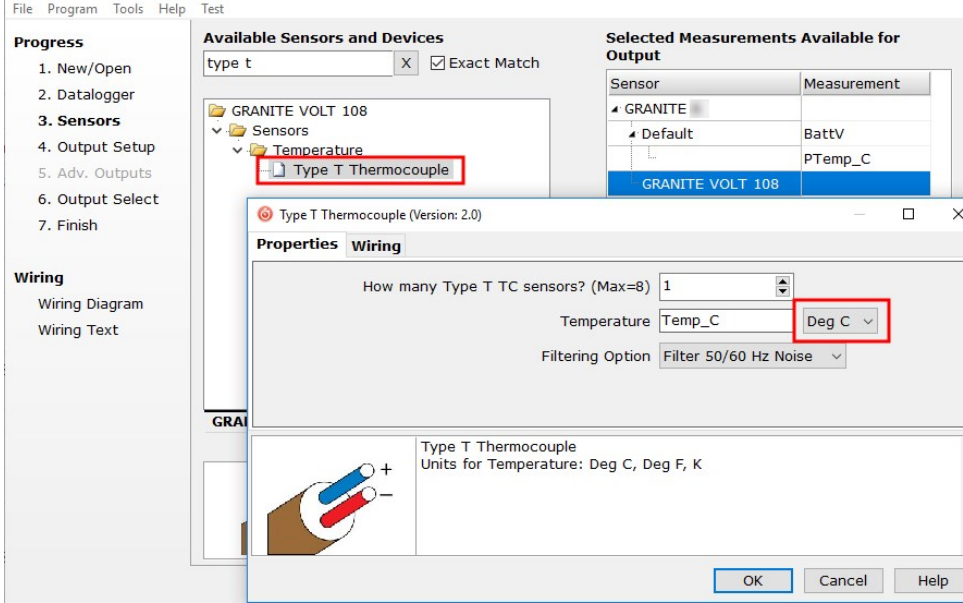 File Program Tools Help Test
Progress
1. New/Open
2. Datalogger
3. Sensors
4. Output Setup
5. Adv. Outputs
6. Output Select
7. Finish
Wiring
Wiring Diagram
Wiring Text
Available Sensors and Devices
type t X Exact Match
GRANITE VOLT 108
Sensors
Temperature
Type T Thermocouple
Selected Measurements Available for
Output
Sensor Measurement
GRANITE
Default BattV
PTemp_C
GRANITE VOLT 108
Type T Thermocouple (Version: 2.0)
Properties Wiring
How many Type T TC sensors? (Max=8) 1
Temperature Temp_C Deg C
Filtering Option Filter 50/60 Hz Noise
Type T Thermocouple
Units for Temperature: Deg C, Deg F, K
+
−
OK Cancel Help